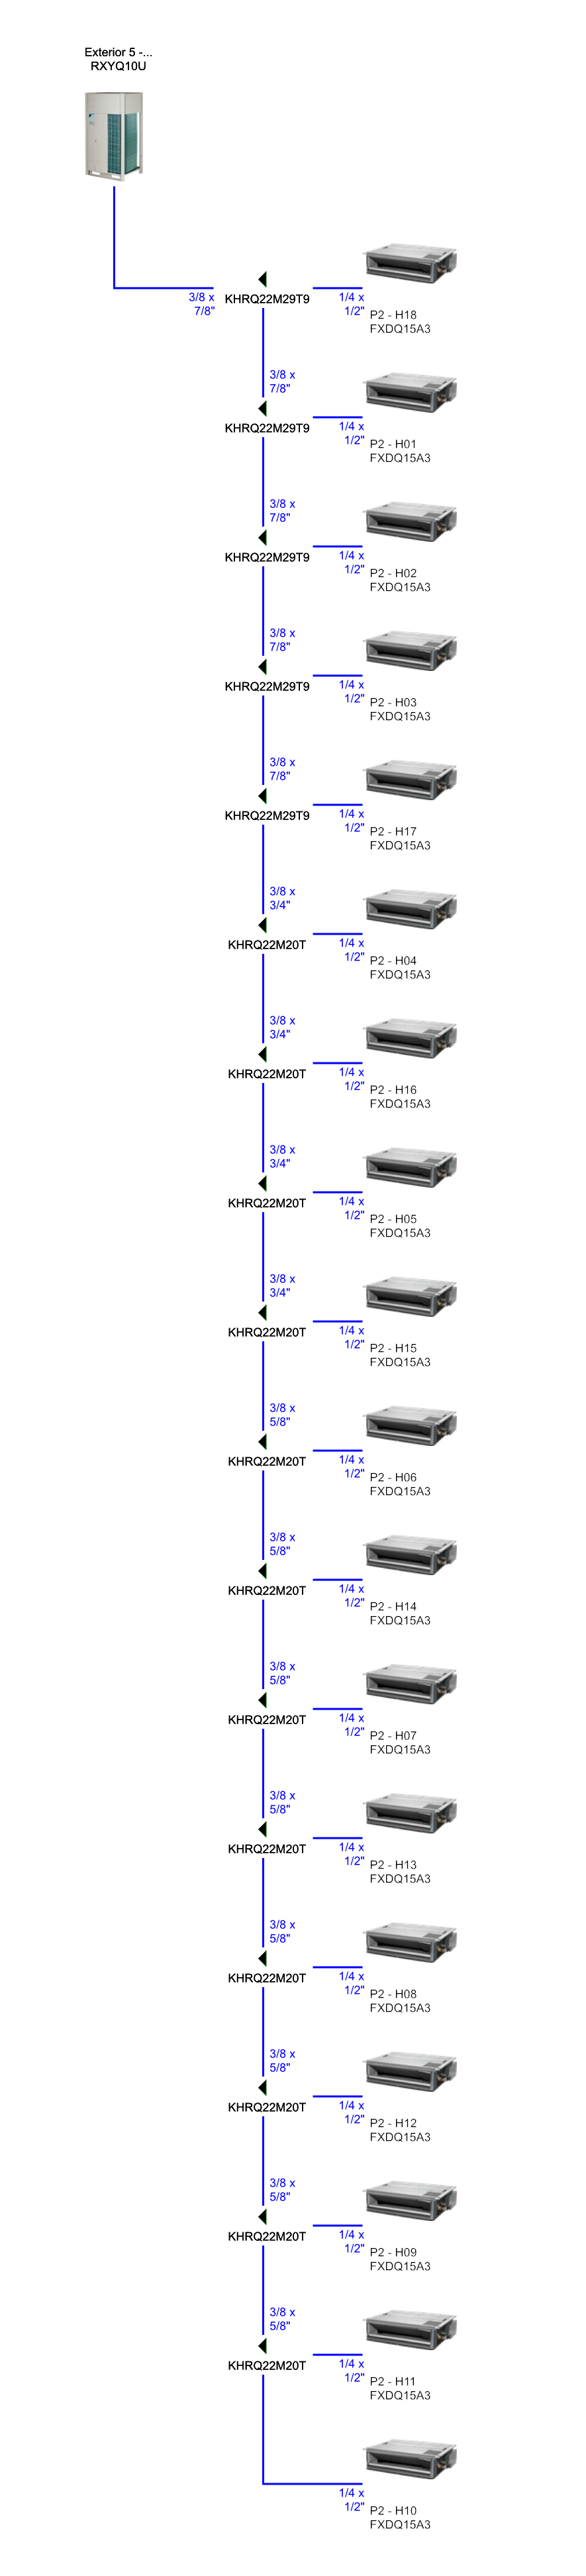 Exterior 5 -...
RXYQ10U
3/8 x
7/8"
KHRQ22M29T9
1/4 x
1/2"
P2 - H18
FXDQ15A3
3/8 x
7/8"
KHRQ22M29T9
1/4 x
1/2"
P2 - H01
FXDQ15A3
3/8 x
7/8"
KHRQ22M29T9
1/4 x
1/2"
P2 - H02
FXDQ15A3
3/8 x
7/8"
KHRQ22M29T9
1/4 x
1/2"
P2 - H03
FXDQ15A3
3/8 x
7/8"
KHRQ22M29T9
1/4 x
1/2"
P2 - H17
FXDQ15A3
3/8 x
3/4"
KHRQ22M20T
1/4 x
1/2"
P2 - H04
FXDQ15A3
3/8 x
3/4"
KHRQ22M20T
1/4 x
1/2"
P2 - H16
FXDQ15A3
3/8 x
3/4"
KHRQ22M20T
1/4 x
1/2"
P2 - H05
FXDQ15A3
3/8 x
3/4"
KHRQ22M20T
1/4 x
1/2"
P2 - H15
FXDQ15A3
3/8 x
5/8"
KHRQ22M20T
1/4 x
1/2"
P2 - H06
FXDQ15A3
3/8 x
5/8"
KHRQ22M20T
1/4 x
1/2"
P2 - H14
FXDQ15A3
3/8 x
5/8"
KHRQ22M20T
1/4 x
1/2"
P2 - H07
FXDQ15A3
3/8 x
5/8"
KHRQ22M20T
1/4 x
1/2"
P2 - H13
FXDQ15A3
3/8 x
5/8"
KHRQ22M20T
1/4 x
1/2"
P2 - H08
FXDQ15A3
3/8 x
5/8"
KHRQ22M20T
1/4 x
1/2"
P2 - H12
FXDQ15A3
3/8 x
5/8"
KHRQ22M20T
1/4 x
1/2"
P2 - H09
FXDQ15A3
3/8 x
5/8"
KHRQ22M20T
1/4 x
1/2"
P2 - H11
FXDQ15A3
1/4 x
1/2"
P2 - H10
FXDQ15A3